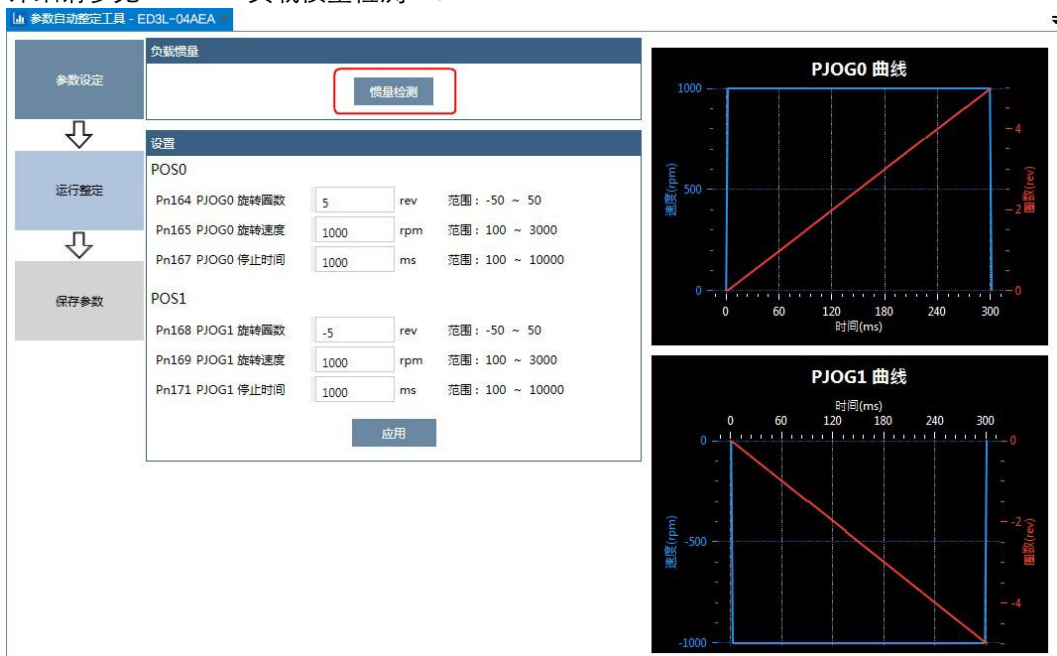 参数自动整定工具 - ED3L-04AEA
参数设定
运行整定
保存参数
负载惯量
惯量检测
设置
POS0
Pn164 PJOG0 旋转圈数 5 rev 范围：-50 ~ 50
Pn165 PJOG0 旋转速度 1000 rpm 范围：100 ~ 3000
Pn167 PJOG0 停止时间 1000 ms 范围：100 ~ 10000
POS1
Pn168 PJOG1 旋转圈数 -5 rev 范围：-50 ~ 50
Pn169 PJOG1 旋转速度 1000 rpm 范围：100 ~ 3000
Pn171 PJOG1 停止时间 1000 ms 范围：100 ~ 10000
应用
PJOG0 曲线
1000
500
0
速度(rpm)
4
2
0
圈数(rev)
0 60 120 180 240 300
时间(ms)
PJOG1 曲线
时间(ms)
0 60 120 180 240 300
0
-500
-1000
速度(rpm)
0
-2
-4
圈数(rev)